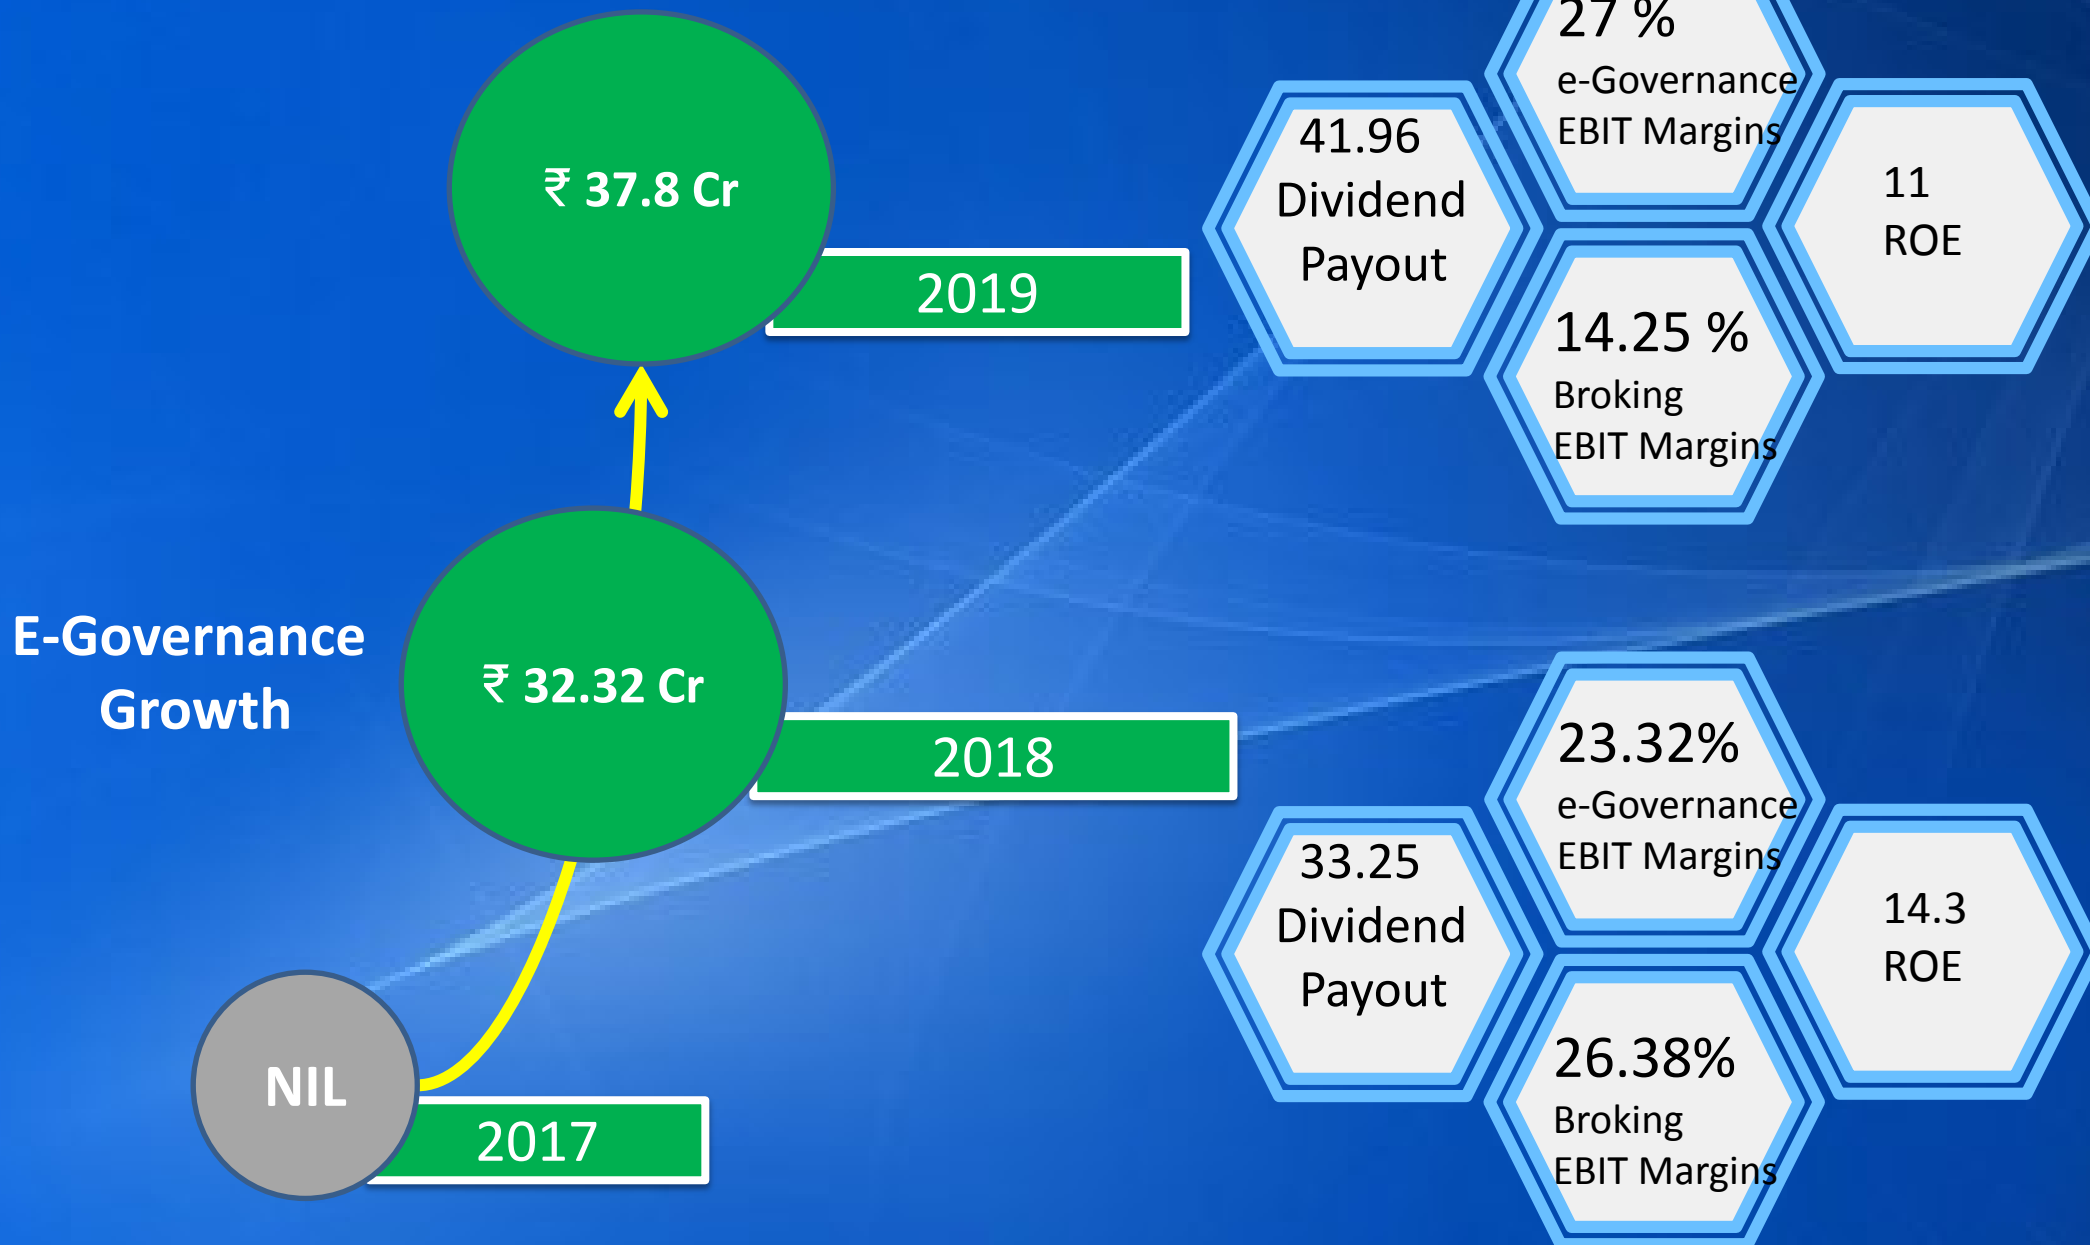 ₹ 37.8 Cr
2019
27 %
e-Governance
EBIT Margins
41.96
Dividend
Payout
11
ROE
14.25 %
Broking
EBIT Margins
E-Governance
Growth
₹ 32.32 Cr
2018
23.32%
e-Governance
EBIT Margins
33.25
Dividend
Payout
14.3
ROE
26.38%
Broking
EBIT Margins
NIL
2017